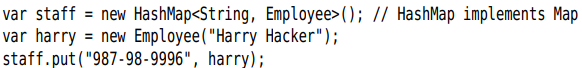 var staff = new HashMap<String, Employee>(); // HashMap implements Map
var harry = new Employee("Harry Hacker");
staff.put("987-98-9996", harry);